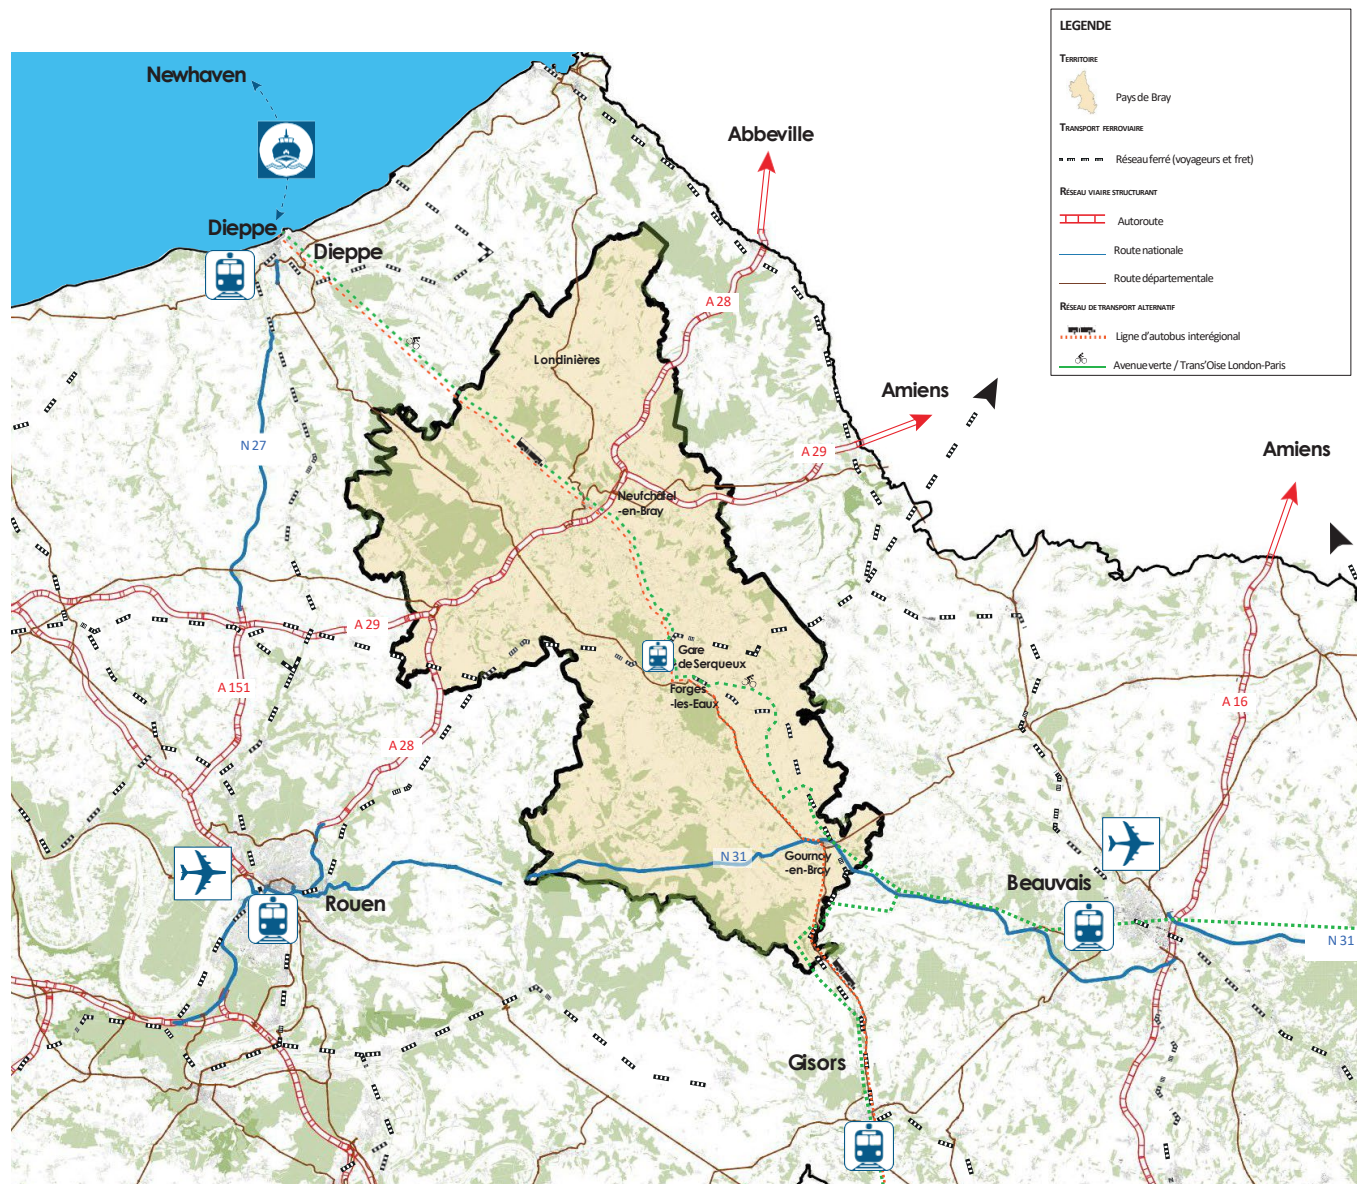 LEGENDE
TERRITOIRE
Pays de Bray
TRANSPORT FERROVIAIRE
Réseau ferré (voyageurs et fret)
RÉSEAU VIAIRE STRUCTURANT
Autoroute
Route nationale
Route départementale
RÉSEAU DE TRANSPORT ALTERNATIF
Ligne d'autobus interégional
Avenue verte / Trans'Oise London-Paris
Newhaven
Abbeville
Dieppe
Dieppe
A 28
Londinières
Amiens
N 27
A 29
Amiens
Neufchâtel
-en-Bray
A 29
Gare
de Serqueux
A 151
Forges
-les-Eaux
A 16
A 28
N 31
Gournay
-en-Bray
Beauvais
Rouen
N 31
Gisors